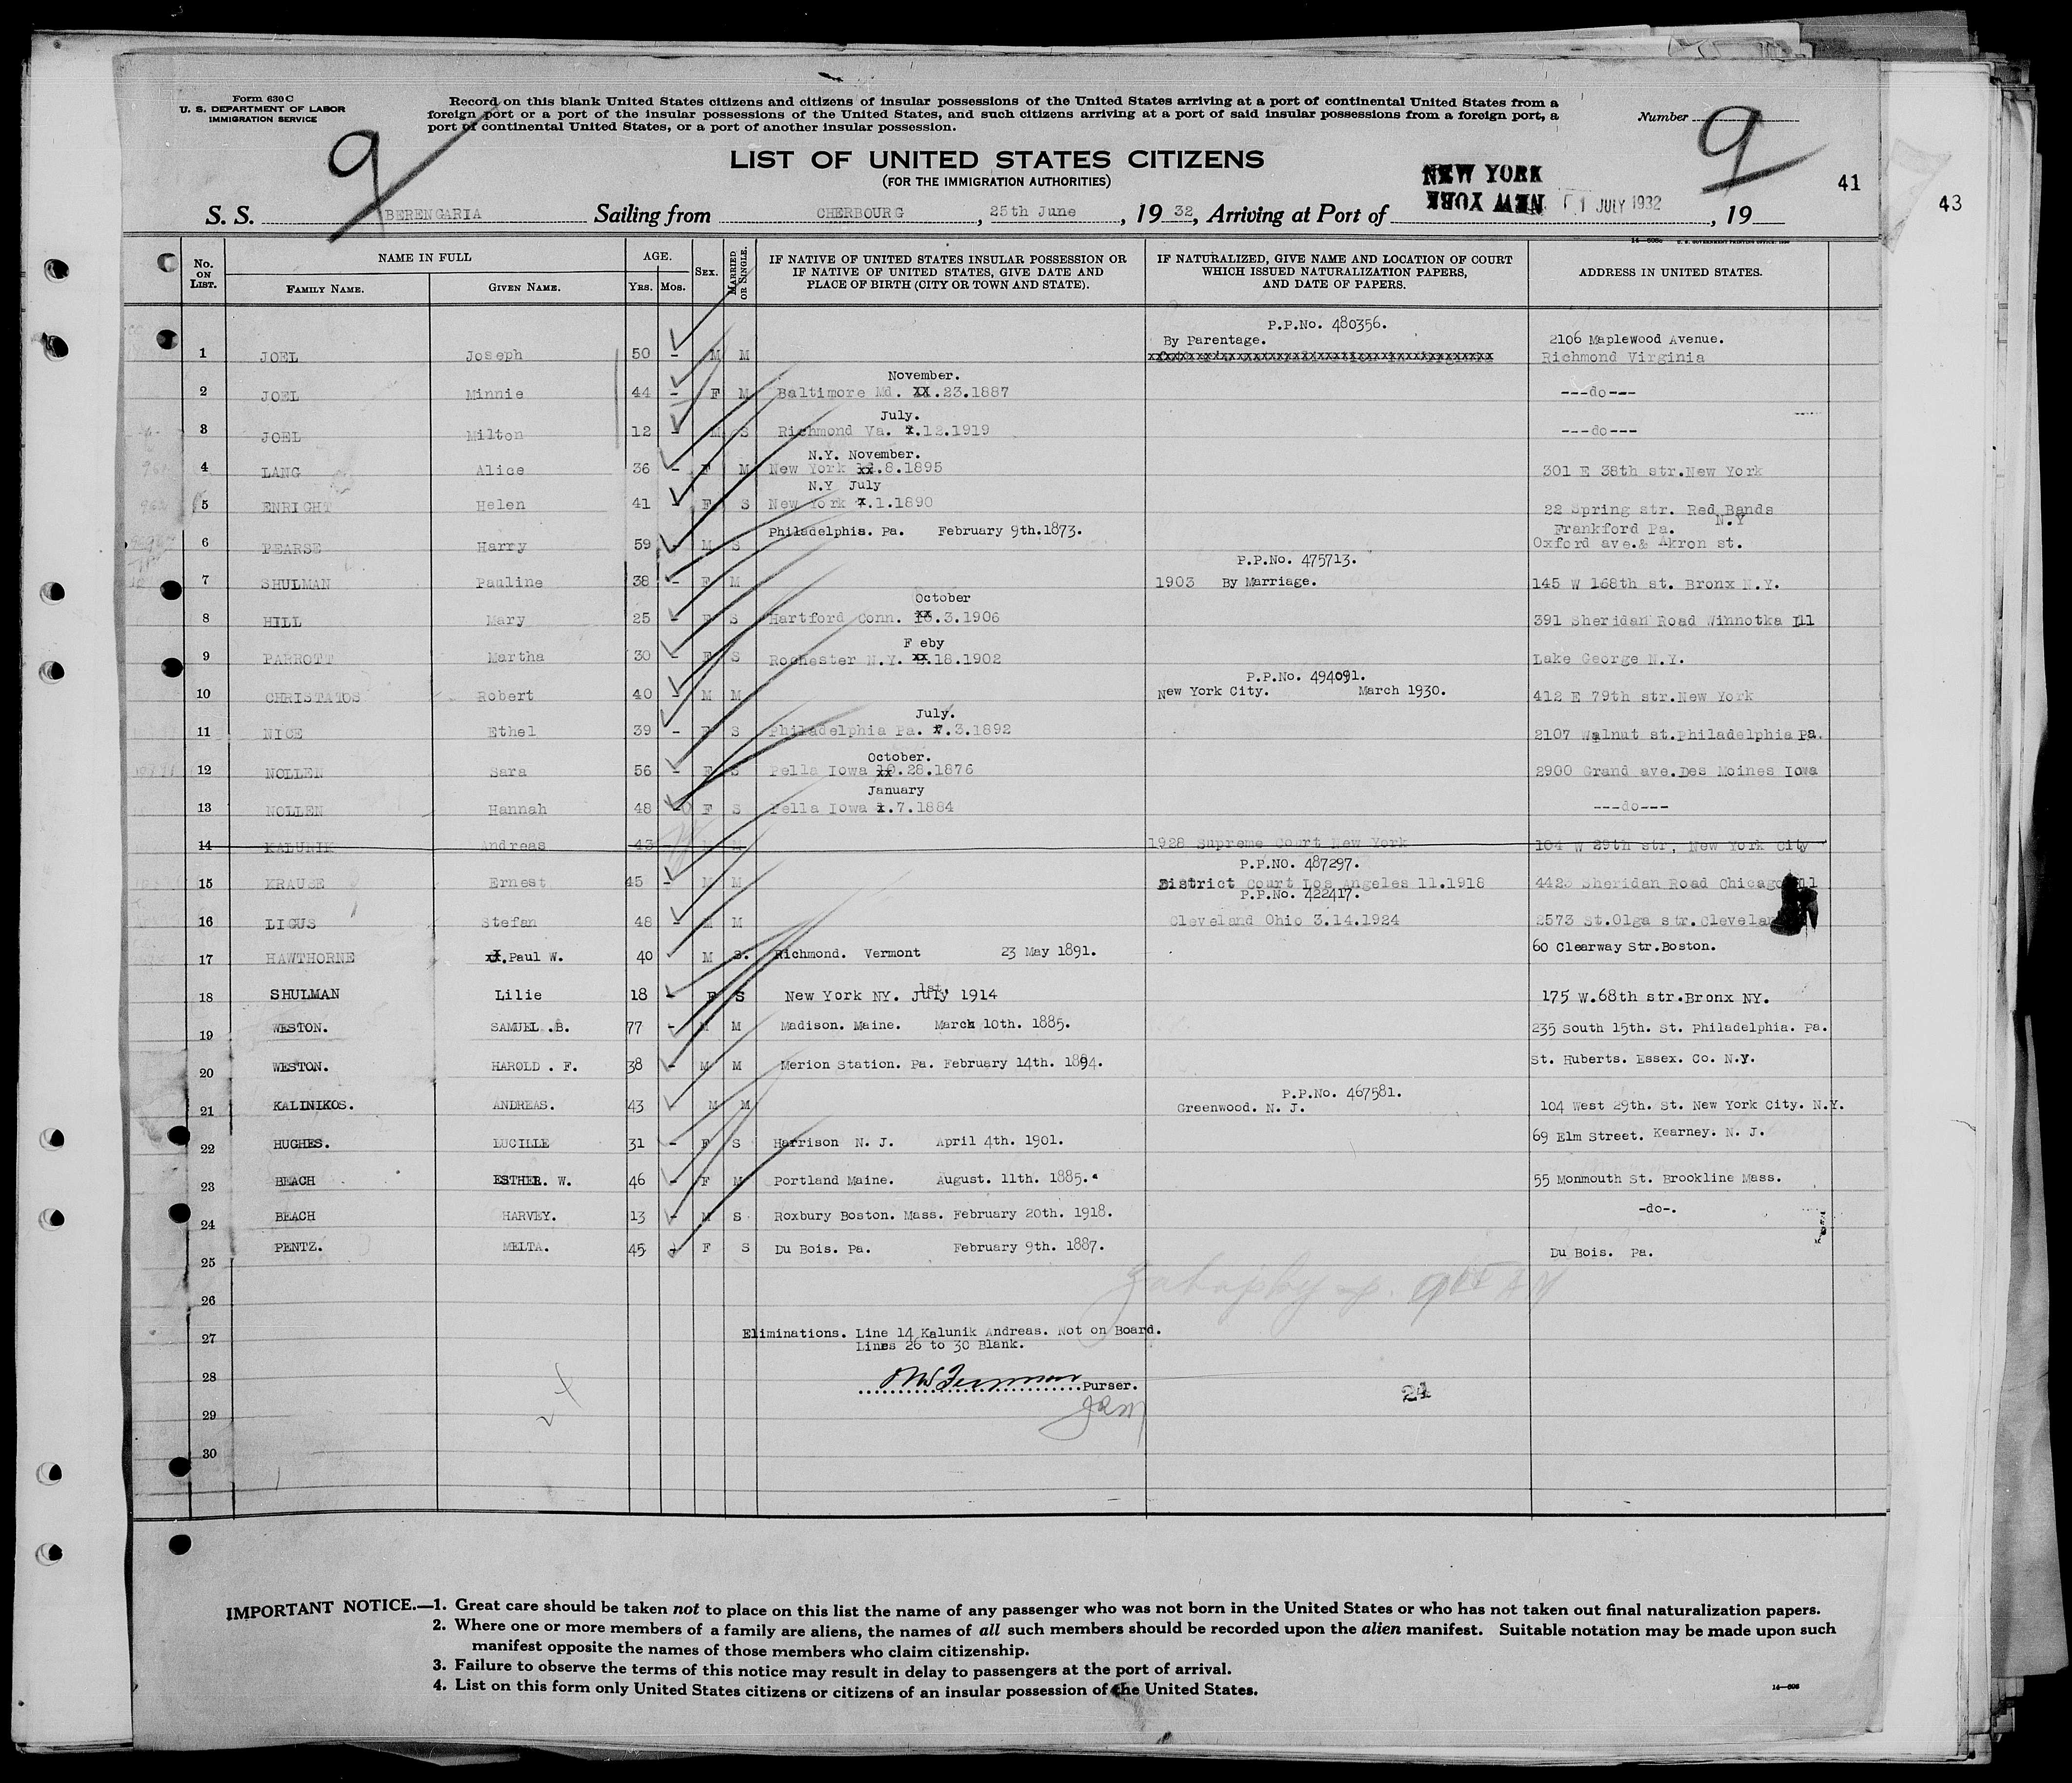 Form 630 C
U. S. DEPARTMENT OF LABOR
IMMIGRATION SERVICE
Record on this blank United States citizens and citizens of insular possessions of the United States arriving at a port of continental United States from a
foreign port or a port of the insular possessions of the United States, and such citizens arriving at a port of said insular possessions from a foreign port, a
port of continental United States, or a port of another insular possession.
Number
9
9
LIST OF UNITED STATES CITIZENS
(FOR THE IMMIGRATION AUTHORITIES)
NEW YORK
NEW YORK
41
43
S. S. BERENGARIA Sailing from CHERBOURG, 25th June, 19 32, Arriving at Port of 1 JULY 1932, 19
No. ON LIST.
NAME IN FULL
FAMILY NAME. GIVEN NAME.
AGE.
YRS. MOS.
SEX.
MARRIED OR SINGLE.
IF NATIVE OF UNITED STATES INSULAR POSSESSION OR
IF NATIVE OF UNITED STATES, GIVE DATE AND
PLACE OF BIRTH (CITY OR TOWN AND STATE).
IF NATURALIZED, GIVE NAME AND LOCATION OF COURT
WHICH ISSUED NATURALIZATION PAPERS,
AND DATE OF PAPERS.
ADDRESS IN UNITED STATES.
P.P.No. 480356.
By Parentage. 2106 Maplewood Avenue.
1 JOEL Joseph 50 - M M Richmond Virginia
November.
2 JOEL Minnie 44 - F M Baltimore Md. XX.23.1887 ---do---
July.
3 JOEL Milton 12 - M S Richmond Va. X.12.1919 ---do---
N.Y. November.
4 LANG Alice 36 - F M New York xx.8.1895 301 E 38th str.New York
N.Y July
5 ENRIGHT Helen 41 - F S New York x.1.1890 22 Spring str. Red Bands
N.Y
Philadelphia. Pa. February 9th.1873. Frankford Pa.
6 PEARSE Harry 59 - M S Oxford ave.& Akron st.
P.P.No. 475713.
7 SHULMAN Pauline 38 - F M 1903 By Marriage. 145 W 168th st. Bronx N.Y.
October
8 HILL Mary 25 - F S Hartford Conn. xx.3.1906 391 Sheridan Road Winnotka Ill
F eby
9 PARROTT Martha 30 - F S Rochester N.Y. xx.18.1902 Lake George N.Y.
P.P.No. 494091.
10 CHRISTATOS Robert 40 - M M New York City. March 1930. 412 E 79th str.New York
July.
11 NICE Ethel 39 - F S Philadelphia Pa. x.3.1892 2107 Walnut st.Philadelphia Pa.
October.
12 NOLLEN Sara 56 - F S Pella Iowa xx.28.1876 2900 Grand ave.Des Moines Iowa
January
13 NOLLEN Hannah 48 - F S Pella Iowa x.7.1884 ---do---
14 KALUNIK Andreas 43 - M M 1928 Supreme Court New York 104 W 29th str, New York City
P.P.No. 487297.
15 KRAUSE Ernest 45 - M M District Court Los Angeles 11.1918 4423 Sheridan Road Chicago Ill
P.P.No. 422417.
16 LIGUS Stefan 48 - M M Cleveland Ohio 3.14.1924 2573 St.Olga str.Clevelan
17 HAWTHORNE xx.Paul W. 40 M S. Richmond. Vermont 23 May 1891. 60 Clearway Str.Boston.
1st.
18 SHULMAN Lilie 18 - F S New York NY. July 1914 175 W.68th str.Bronx NY.
19 WESTON. SAMUEL .B. 77 - M M Madison. Maine. March 10th. 1885. 235 South 15th. St. Philadelphia. Pa.
20 WESTON. HAROLD . F. 38 - M M Merion Station. Pa. February 14th. 1894. St. Huberts. Essex. Co. N.Y.
P.P.No. 467581.
21 KALINIKOS. ANDREAS. 43 M M Greenwood. N. J. 104 West 29th. St. New York City. N.Y.
22 HUGHES. LUCILLE 31 - F S Harrison N. J. April 4th. 1901. 69 Elm Street. Kearney. N. J.
23 BEACH ESTHER. W. 46 - F M Portland Maine. August. 11th. 1885. 55 Monmouth St. Brookline Mass.
24 BEACH HARVEY. 13 - M S Roxbury Boston. Mass. February 20th. 1918. -do-.
25 PENTZ. MELTA. 45 - F S Du Bois. Pa. February 9th. 1887. Du Bois. Pa.
26
27 Eliminations. Line 14 Kalunik Andreas. Not on Board.
Lines 26 to 30 Blank.
28 Purser.
24
29
30
IMPORTANT NOTICE.—1. Great care should be taken not to place on this list the name of any passenger who was not born in the United States or who has not taken out final naturalization papers.
2. Where one or more members of a family are aliens, the names of all such members should be recorded upon the alien manifest. Suitable notation may be made upon such
manifest opposite the names of those members who claim citizenship.
3. Failure to observe the terms of this notice may result in delay to passengers at the port of arrival.
4. List on this form only United States citizens or citizens of an insular possession of the United States.